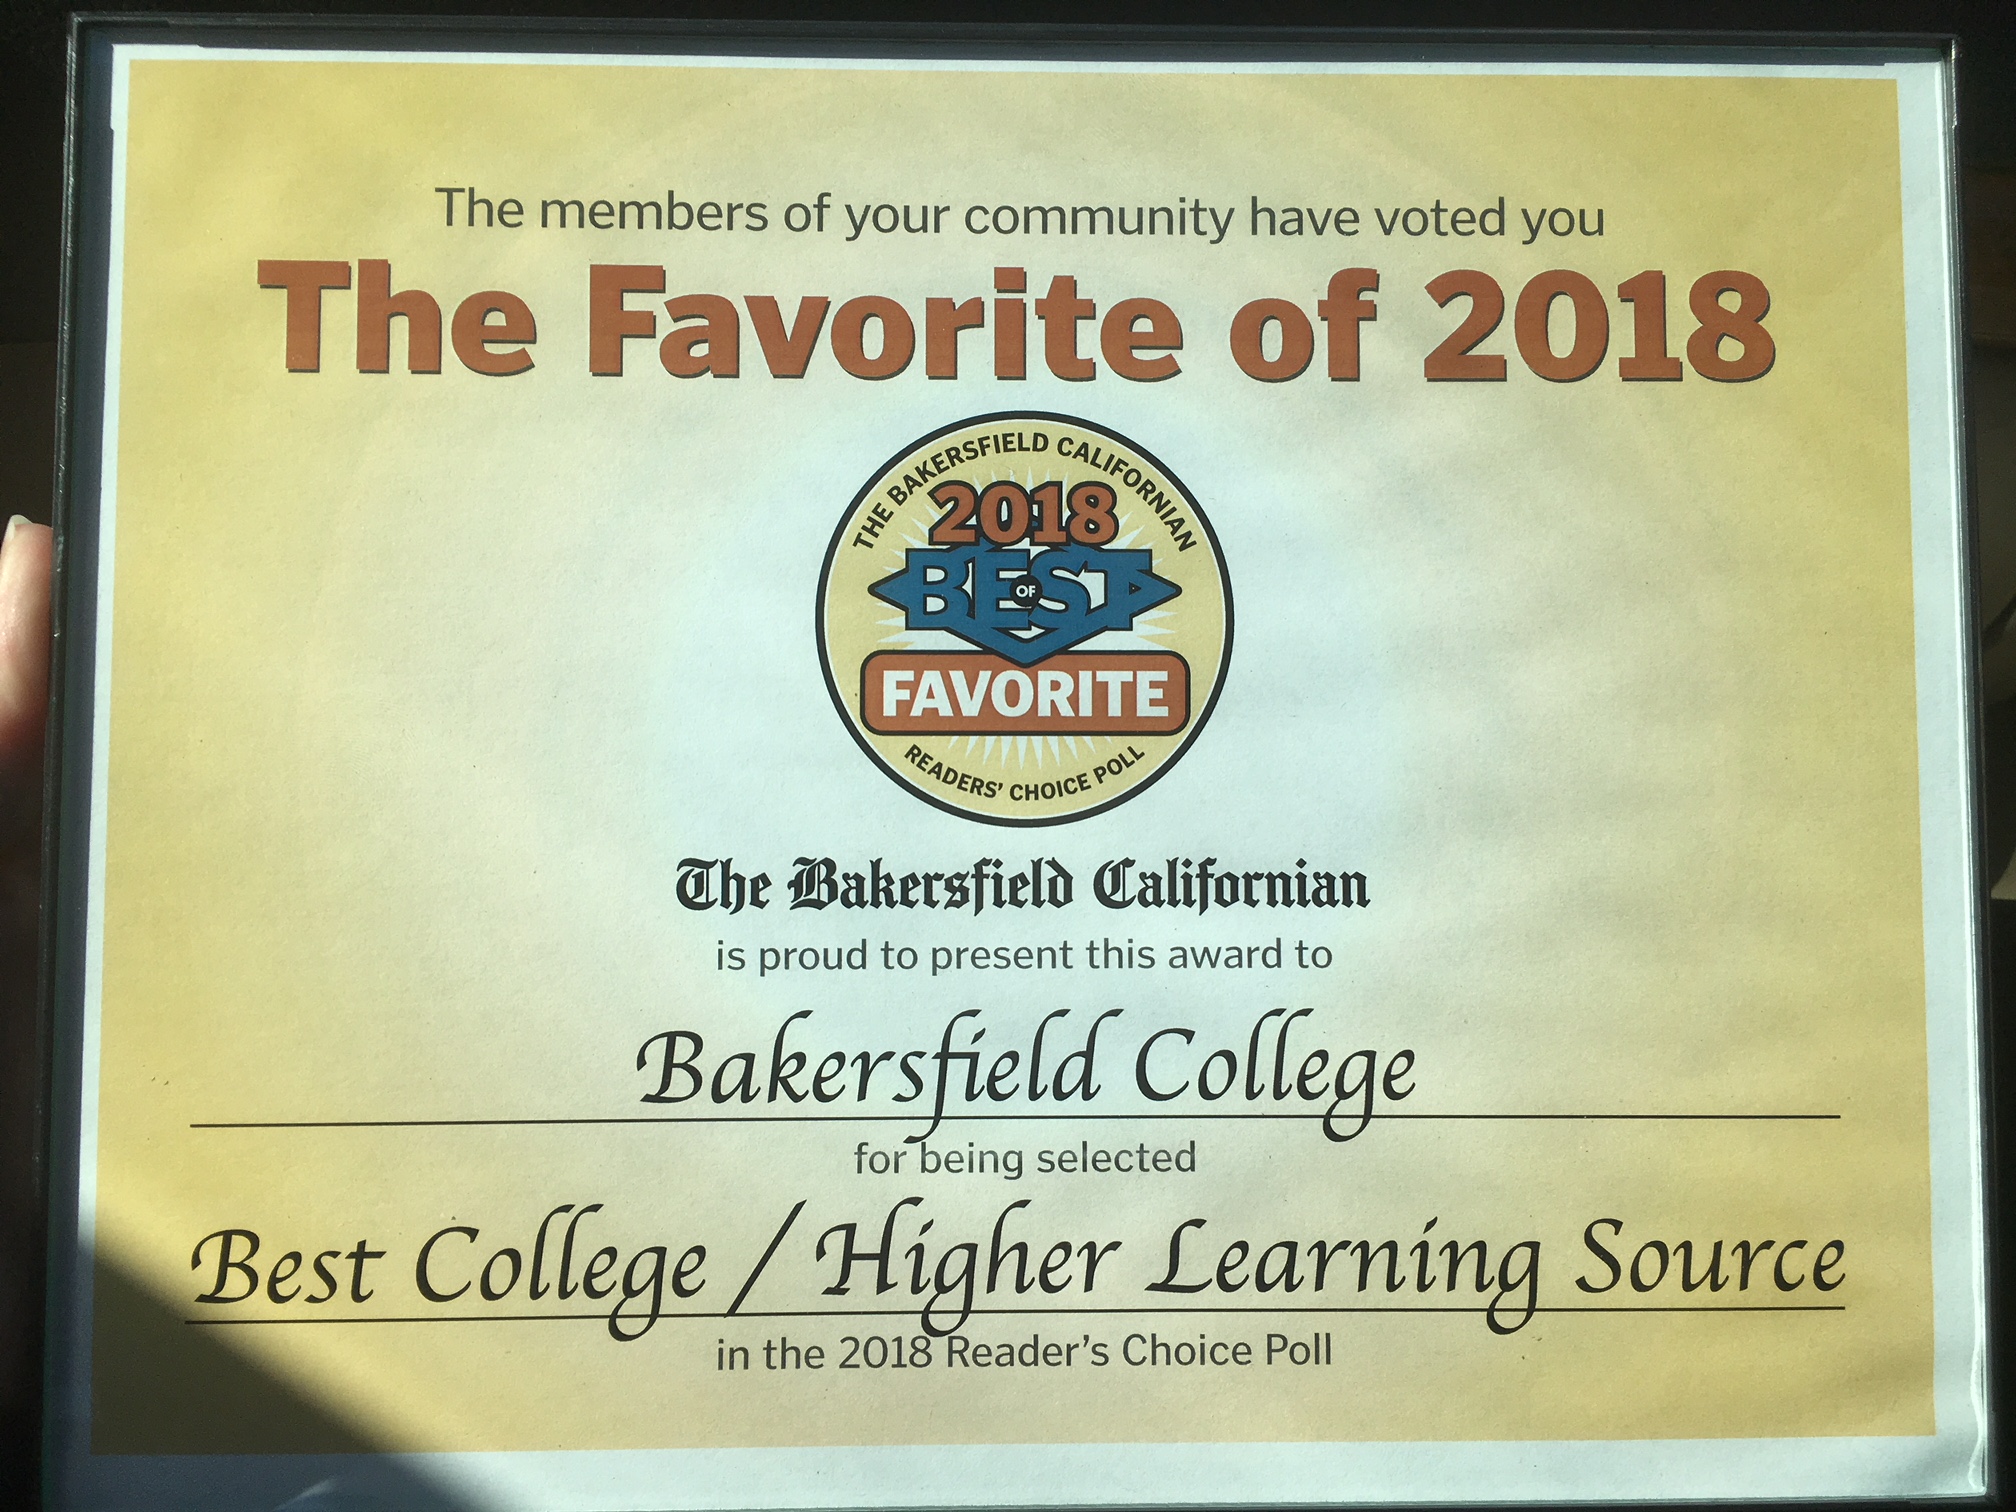 The members of your community have voted you
The Favorite of 2018
THE BAKERSFIELD CALIFORNIAN
2018
BEST
OF
FAVORITE
READERS' CHOICE POLL
The Bakersfield Californian
is proud to present this award to
Bakersfield College
for being selected
Best College / Higher Learning Source
in the 2018 Reader's Choice Poll